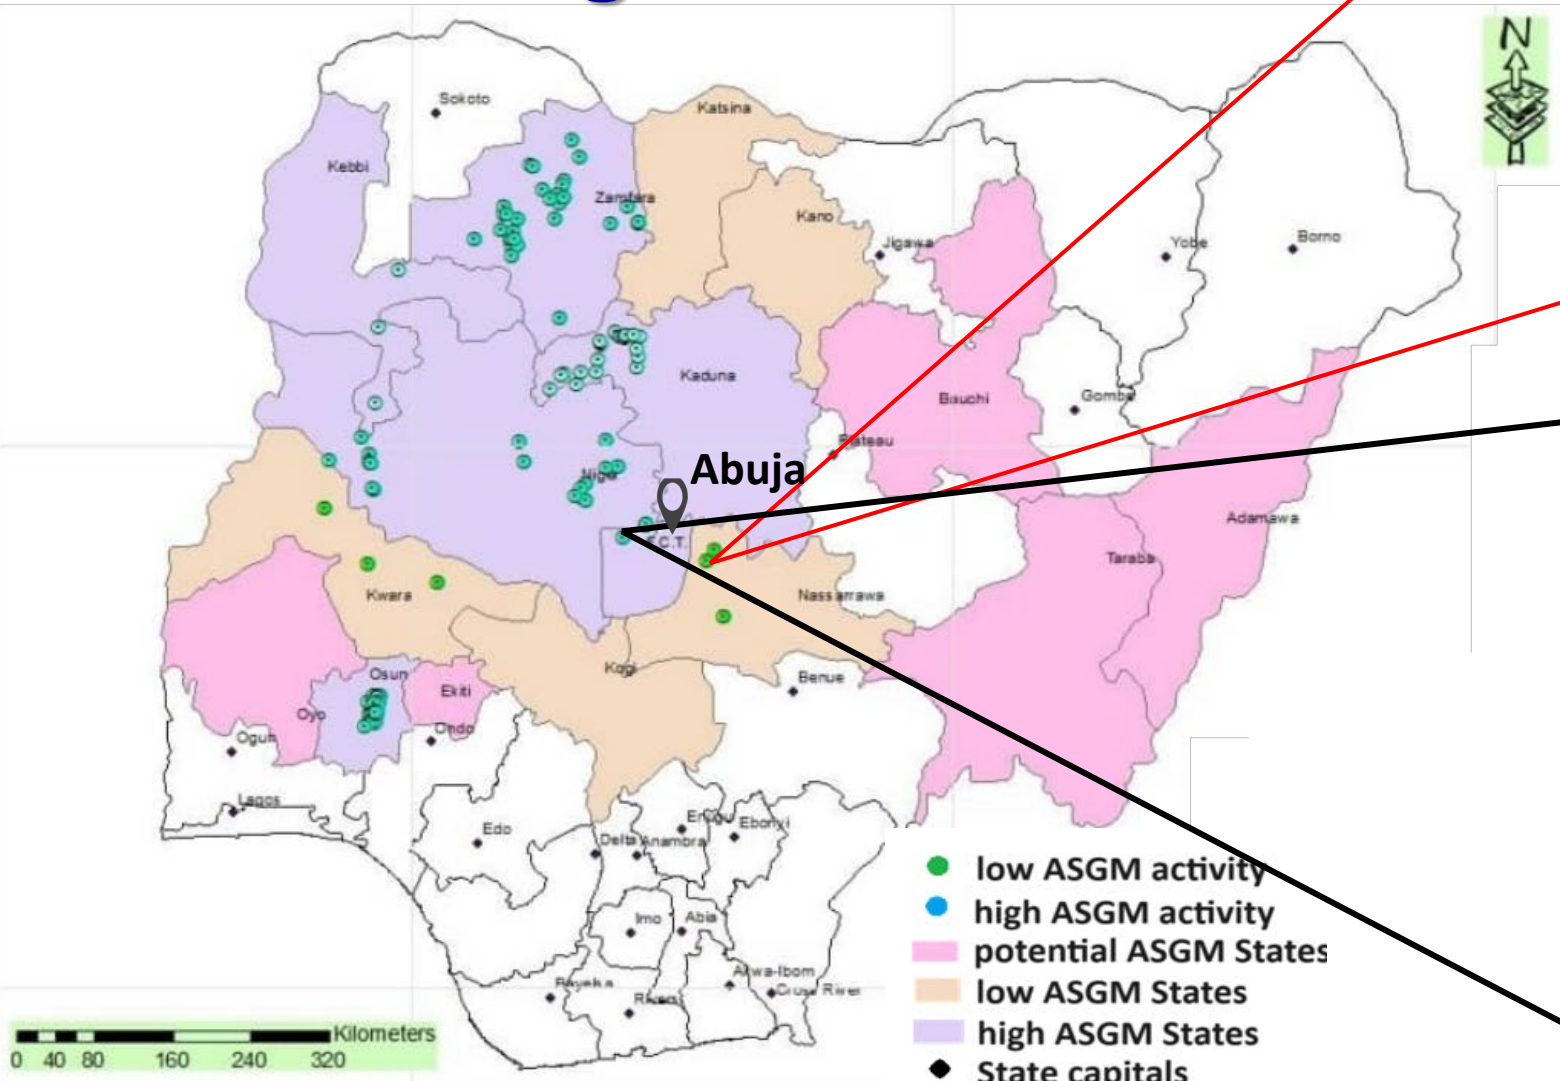 N
Sokoto
Katsina
Kebbi
Zamfara
Kano
Jigawa
Yobe
Borno
Kaduna
Bauchi
Gombe
Plateau
Niger
Abuja
F.C.T.
Adamawa
Taraba
Kwara
Nassarrawa
Kogi
Osun
Ekiti
Benue
Oyo
Ondo
Ogun
Lagos
Edo
Enugu
Ebonyi
Delta
Anambra
Imo
Abia
Akwa-Ibom
Cross River
Bayelsa
Rivers
low ASGM activity
high ASGM activity
potential ASGM States
low ASGM States
high ASGM States
State capitals
Kilometers
0 40 80 160 240 320